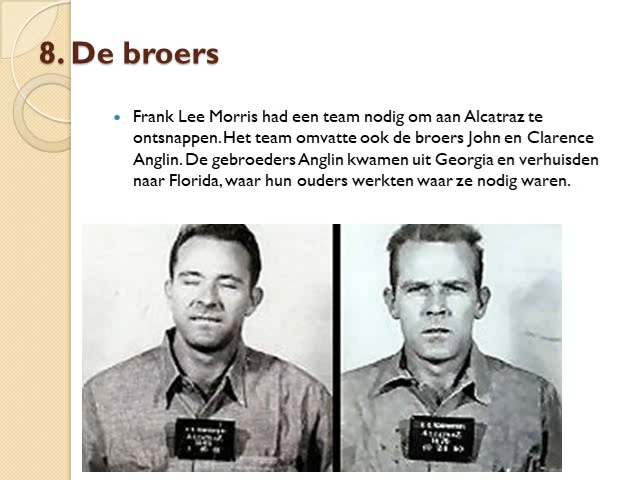 8. De broers
Frank Lee Morris had een team nodig om aan Alcatraz te
ontsnappen. Het team omvatte ook de broers John en Clarence
Anglin. De gebroeders Anglin kwamen uit Georgia en verhuisden
naar Florida, waar hun ouders werkten waar ze nodig waren.
ALCATRAZ
ALCATRAZ